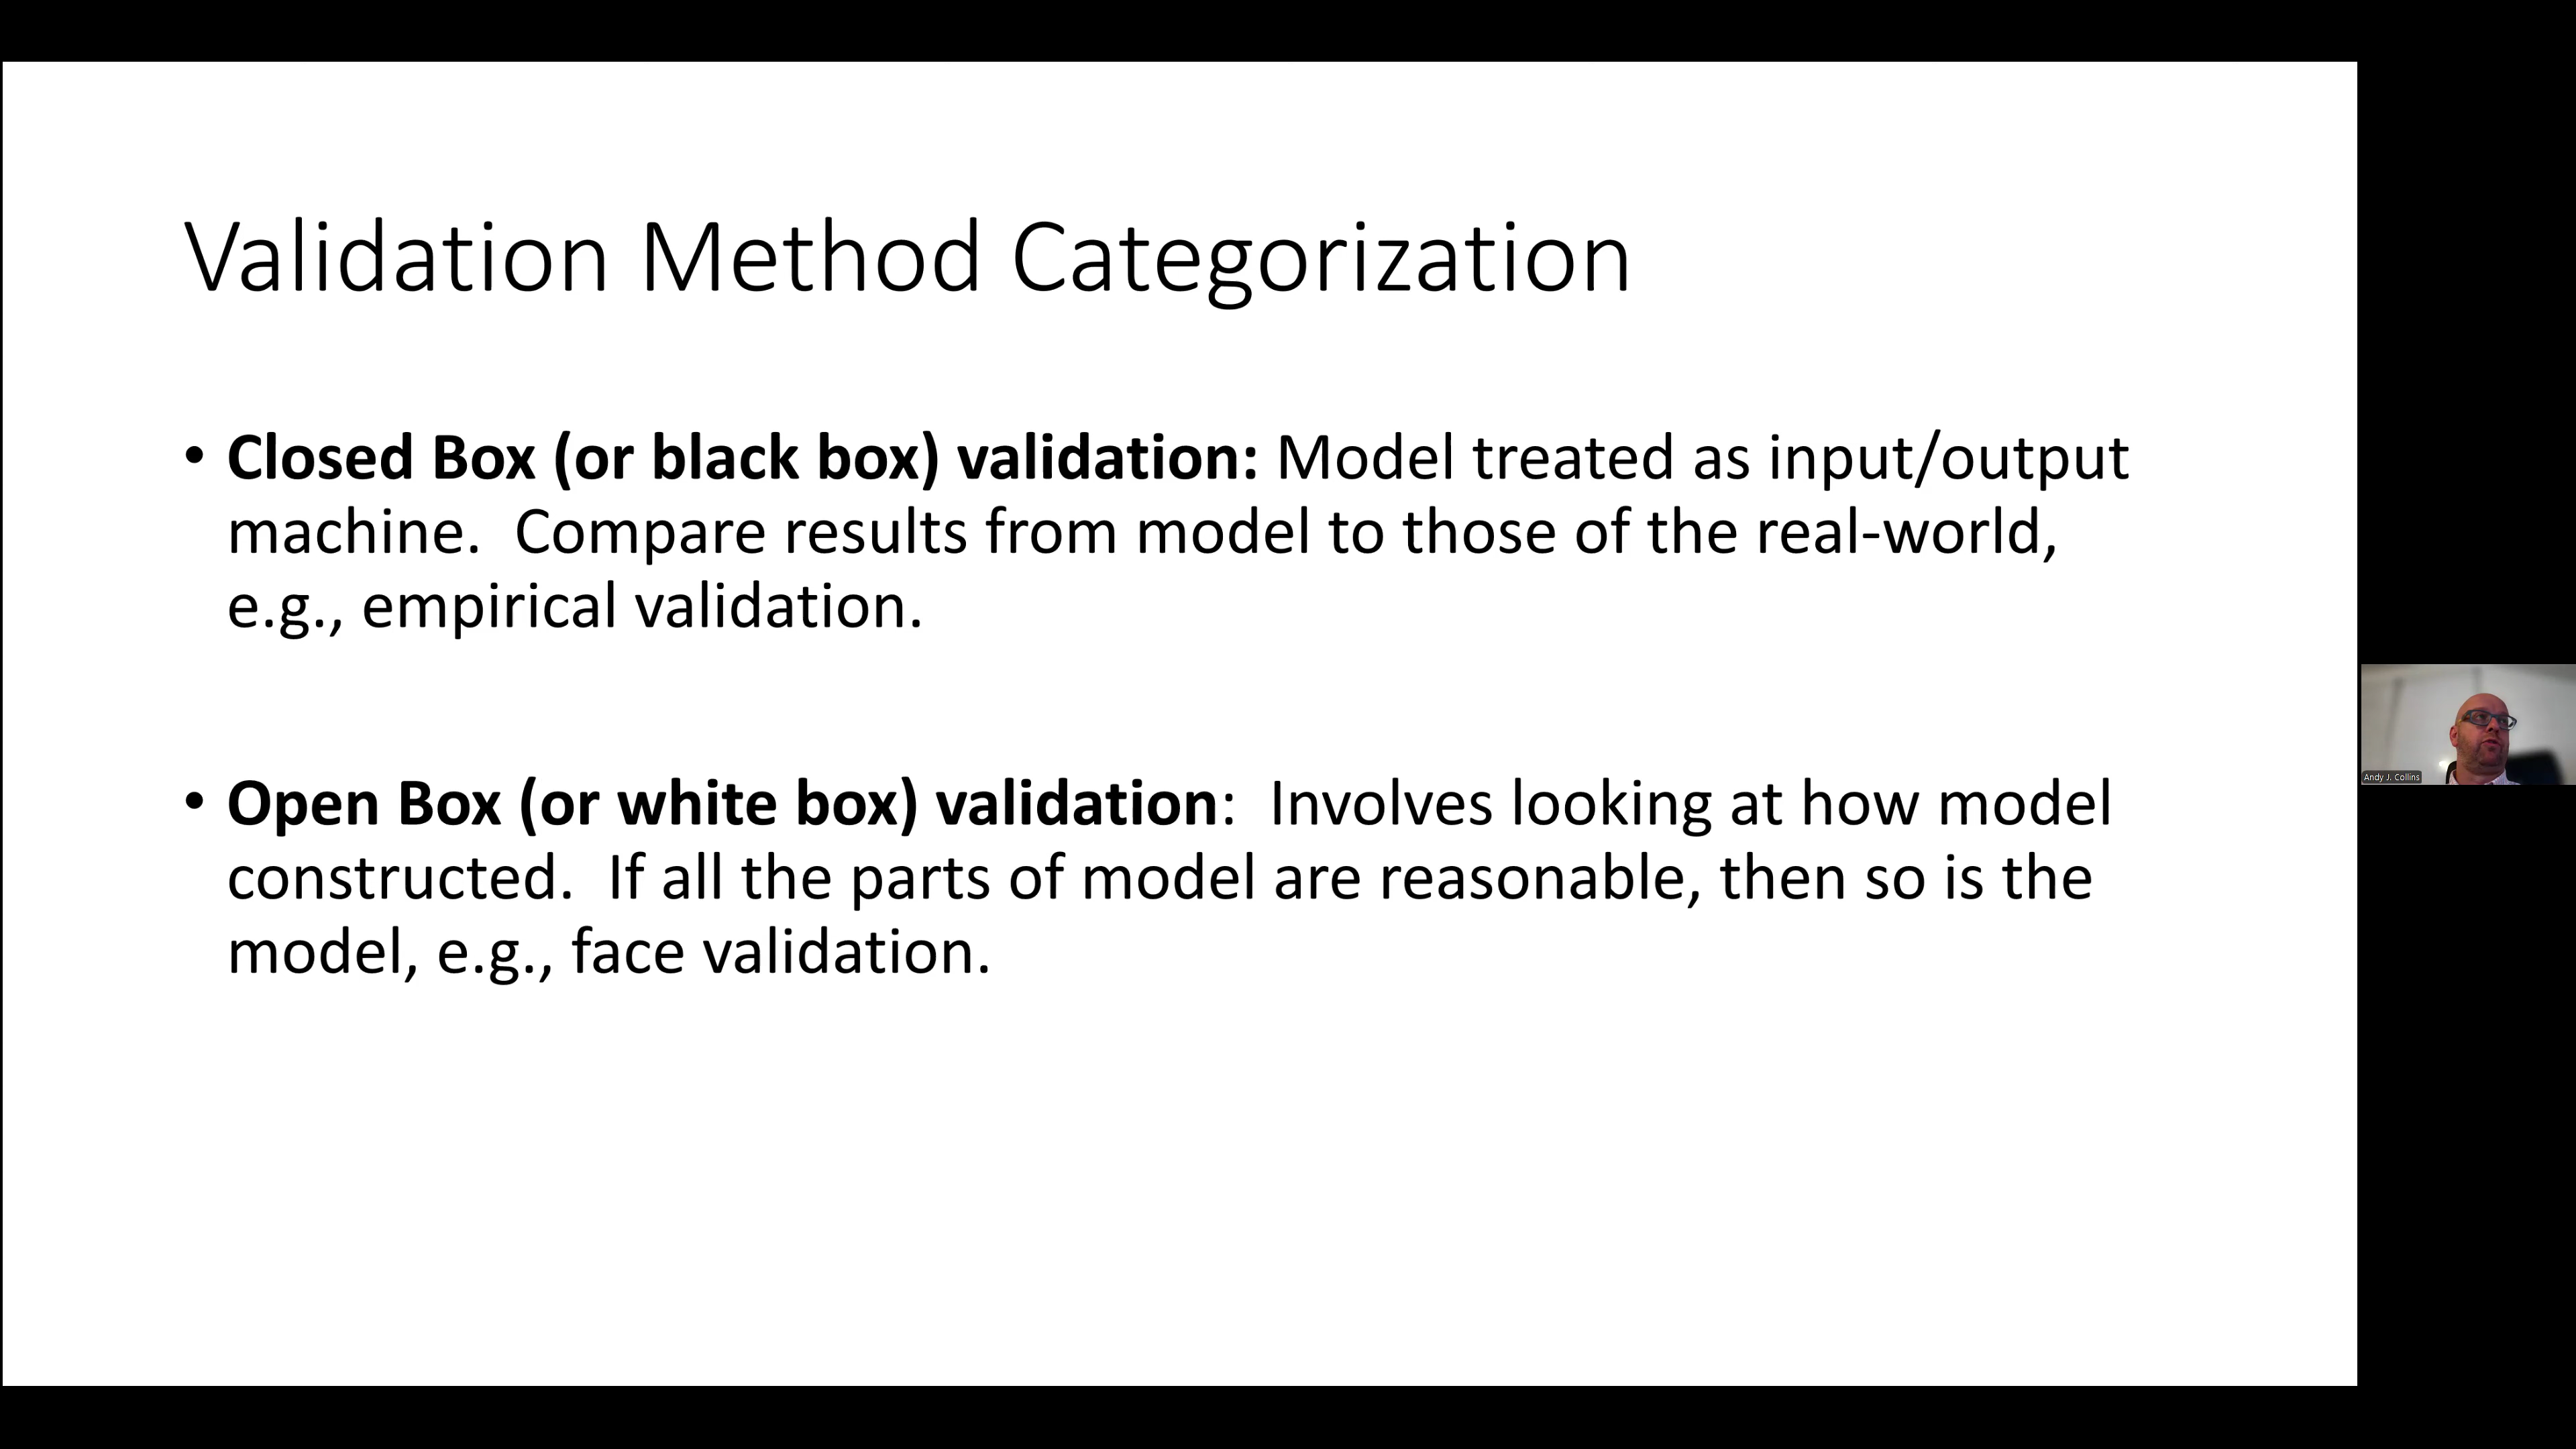 Validation Method Categorization
• Closed Box (or black box) validation: Model treated as input/output
machine.  Compare results from model to those of the real-world,
e.g., empirical validation.
• Open Box (or white box) validation:  Involves looking at how model
constructed.  If all the parts of model are reasonable, then so is the
model, e.g., face validation.
Andy J. Collins